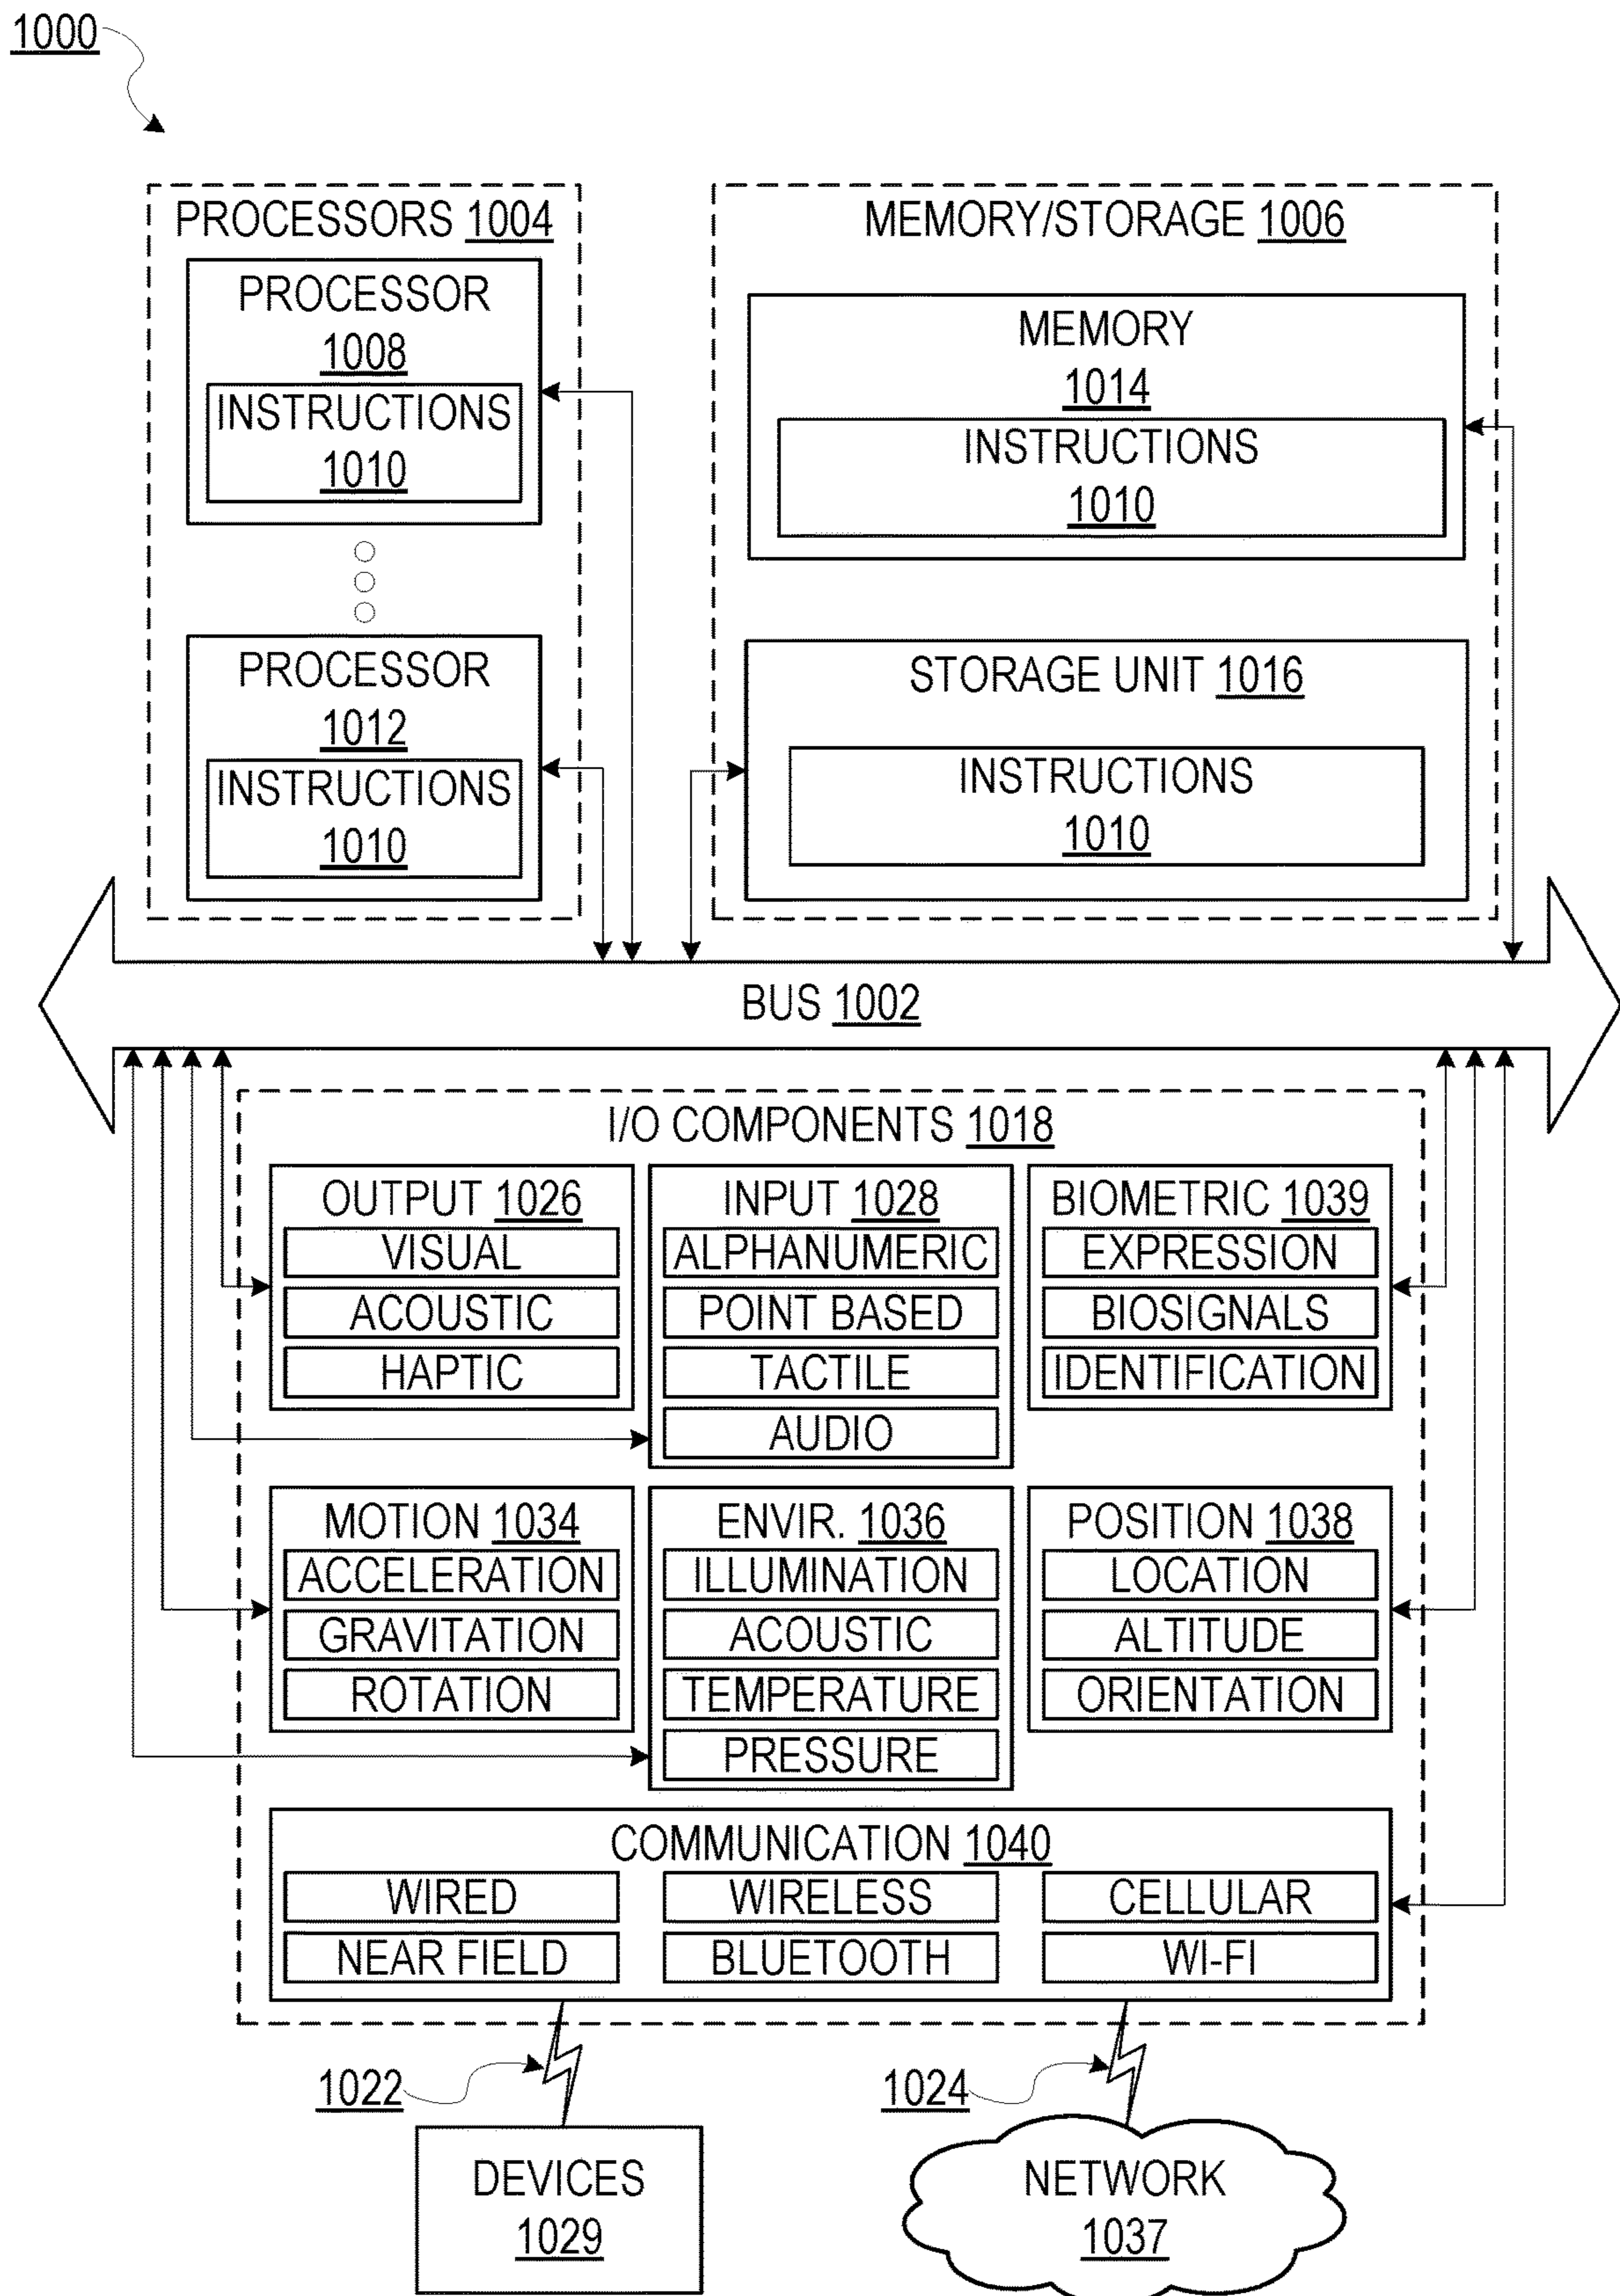 1000
PROCESSORS 1004
PROCESSOR
1008
INSTRUCTIONS
1010
PROCESSOR
1012
INSTRUCTIONS
1010
MEMORY/STORAGE 1006
MEMORY
1014
INSTRUCTIONS
1010
STORAGE UNIT 1016
INSTRUCTIONS
1010
BUS 1002
I/O COMPONENTS 1018
OUTPUT 1026
VISUAL
ACOUSTIC
HAPTIC
INPUT 1028
ALPHANUMERIC
POINT BASED
TACTILE
AUDIO
BIOMETRIC 1039
EXPRESSION
BIOSIGNALS
IDENTIFICATION
MOTION 1034
ACCELERATION
GRAVITATION
ROTATION
ENVIR. 1036
ILLUMINATION
ACOUSTIC
TEMPERATURE
PRESSURE
POSITION 1038
LOCATION
ALTITUDE
ORIENTATION
COMMUNICATION 1040
WIRED
WIRELESS
CELLULAR
NEAR FIELD
BLUETOOTH
WI-FI
1022
1024
DEVICES
1029
NETWORK
1037